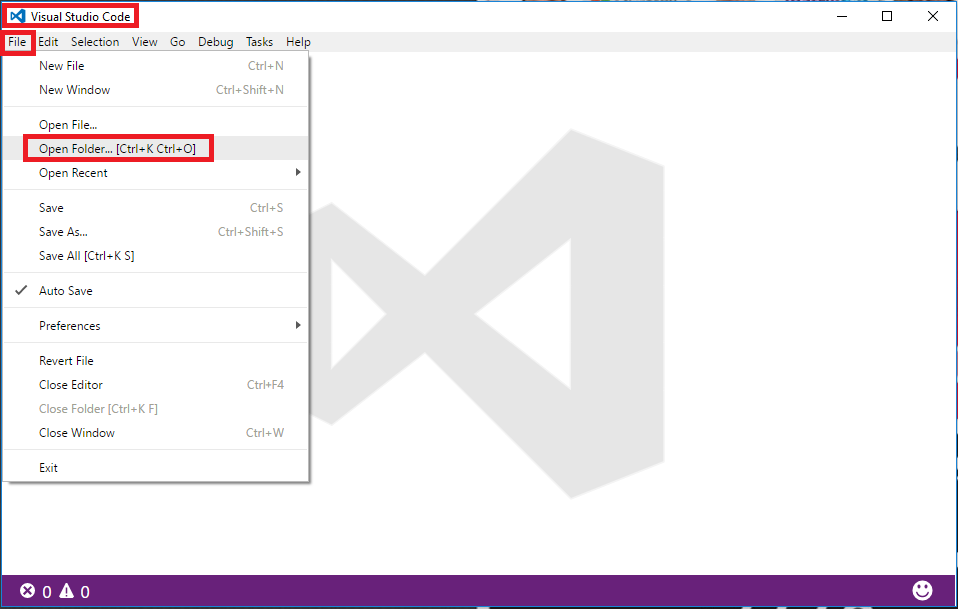 Visual Studio Code
File Edit Selection View Go Debug Tasks Help
New File Ctrl+N
New Window Ctrl+Shift+N
Open File...
Open Folder... [Ctrl+K Ctrl+O]
Open Recent
Save Ctrl+S
Save As... Ctrl+Shift+S
Save All [Ctrl+K S]
Auto Save
Preferences
Revert File
Close Editor Ctrl+F4
Close Folder [Ctrl+K F]
Close Window Ctrl+W
Exit
0 0